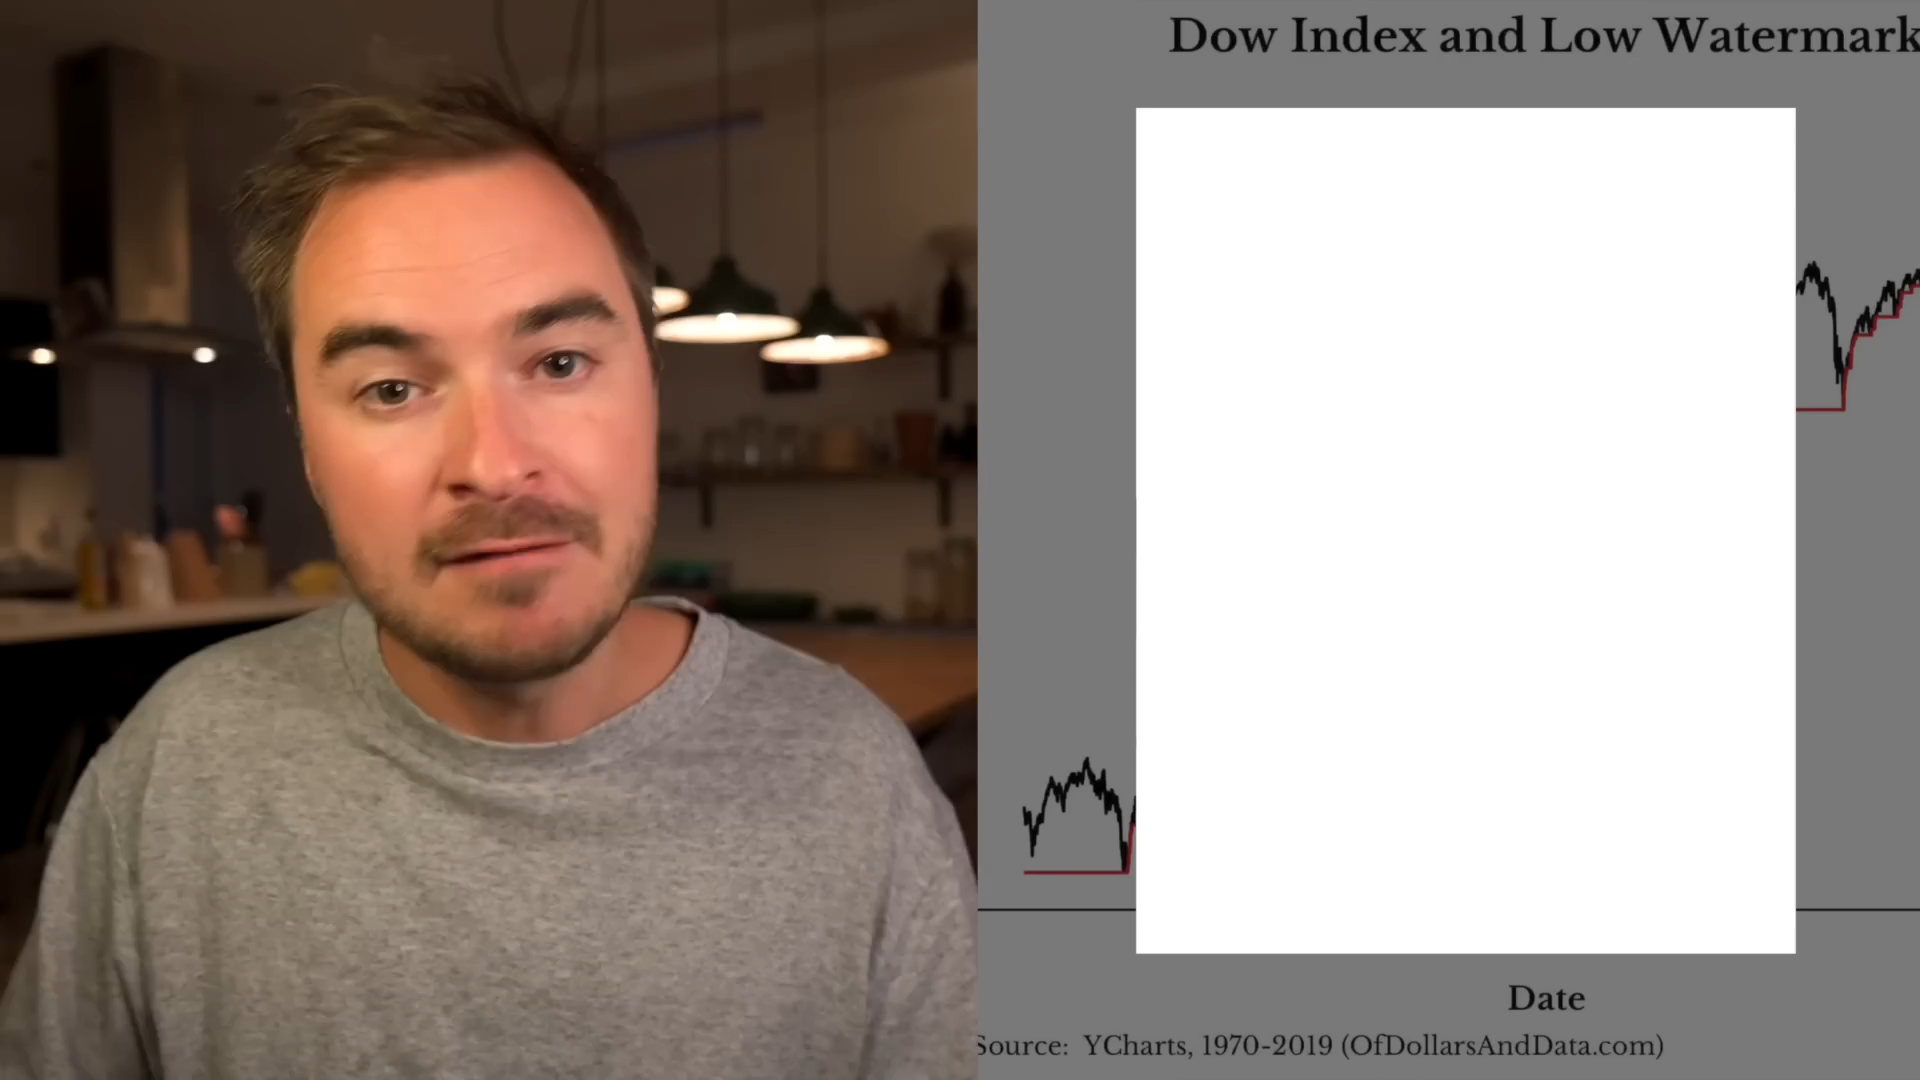 Dow Index and Low Watermark
Date
Source: YCharts, 1970-2019 (OfDollarsAndData.com)